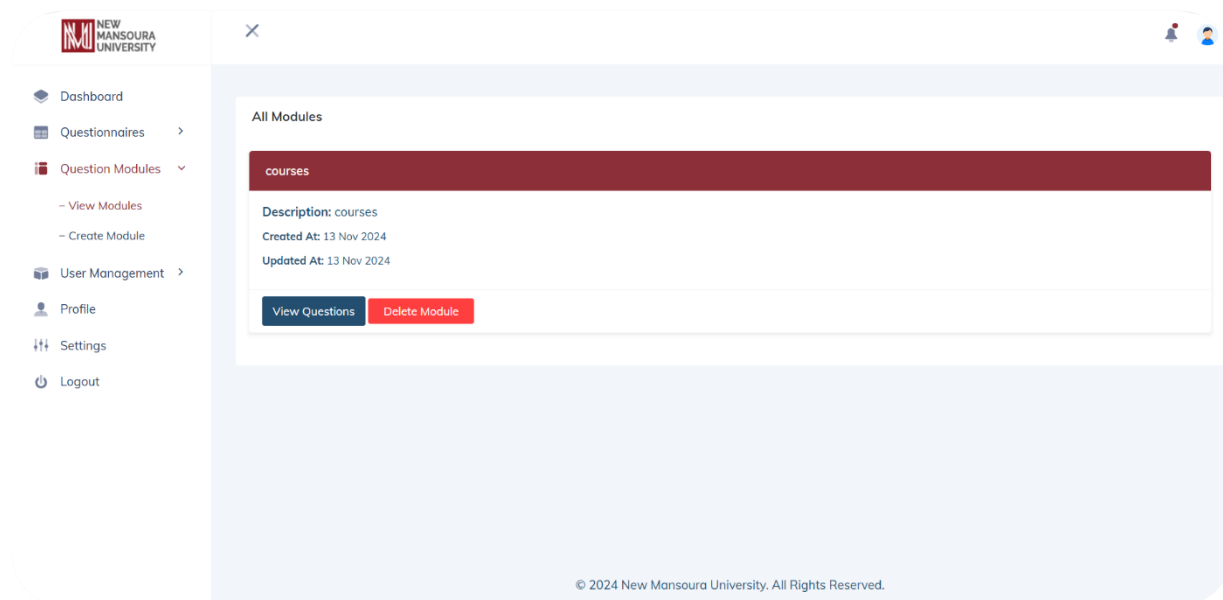 NEW
MANSOURA
UNIVERSITY
Dashboard
Questionnaires
Question Modules
– View Modules
– Create Module
User Management
Profile
Settings
Logout
All Modules
courses
Description: courses
Created At: 13 Nov 2024
Updated At: 13 Nov 2024
View Questions Delete Module
© 2024 New Mansoura University. All Rights Reserved.